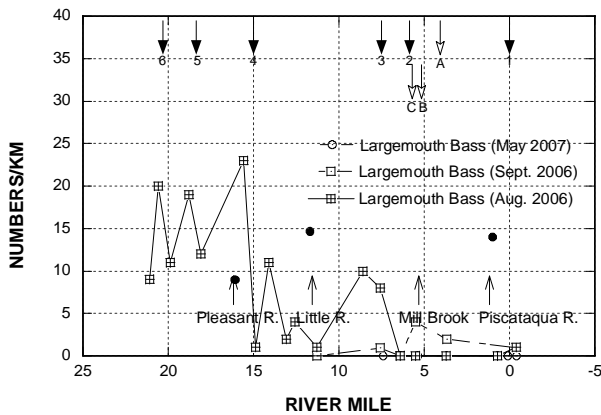 40
35
30
25
20
15
10
5
0
NUMBERS/KM
6
5
4
3
2
A
1
C
B
Largemouth Bass (May 2007)
Largemouth Bass (Sept. 2006)
Largemouth Bass (Aug. 2006)
Pleasant R.
Little R.
Mill Brook
Piscataqua R.
25
20
15
10
5
0
-5
RIVER MILE